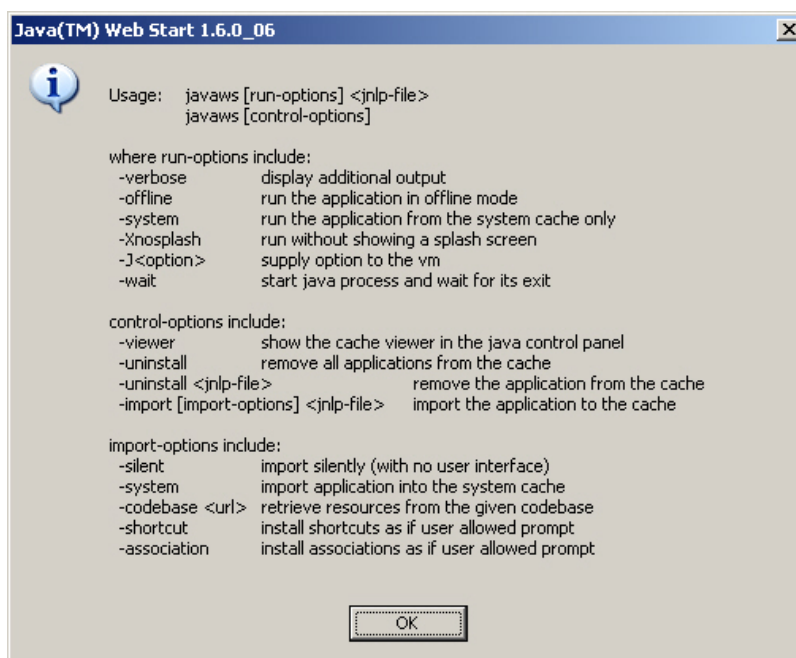 Java(TM) Web Start 1.6.0_06
Usage: javaws [run-options] <jnlp-file>
javaws [control-options]
where run-options include:
-verbose display additional output
-offline run the application in offline mode
-system run the application from the system cache only
-Xnosplash run without showing a splash screen
-J<option> supply option to the vm
-wait start java process and wait for its exit
control-options include:
-viewer show the cache viewer in the java control panel
-uninstall remove all applications from the cache
-uninstall <jnlp-file> remove the application from the cache
-import [import-options] <jnlp-file> import the application to the cache
import-options include:
-silent import silently (with no user interface)
-system import application into the system cache
-codebase <url> retrieve resources from the given codebase
-shortcut install shortcuts as if user allowed prompt
-association install associations as if user allowed prompt
OK